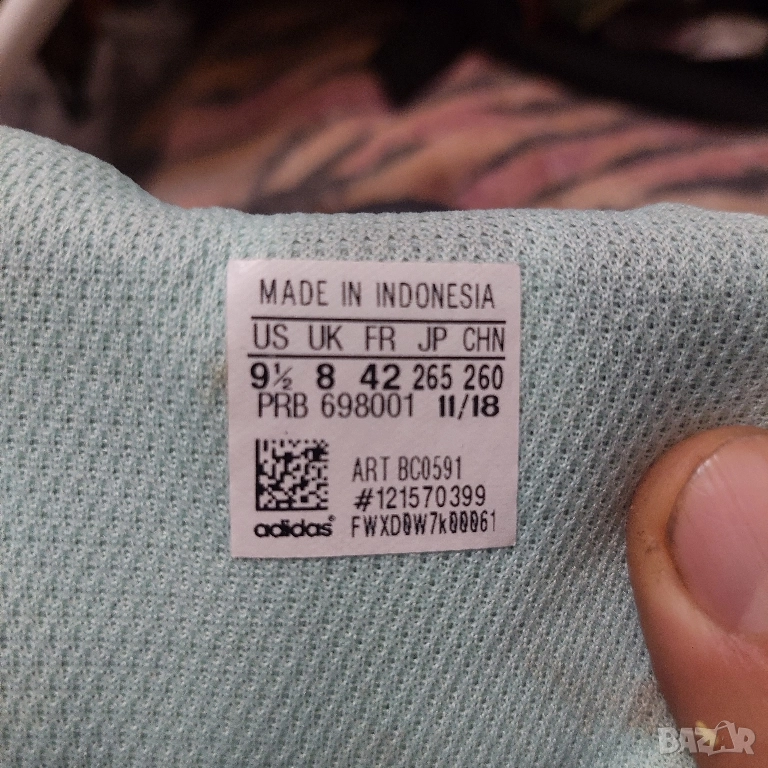 MADE IN INDONESIA
US UK FR JP CHN
9½ 8 42 265 260
PRB 698001 11/18
ART BC0591
#121570399
adidas® FWXD0W7k00061
BAZAR